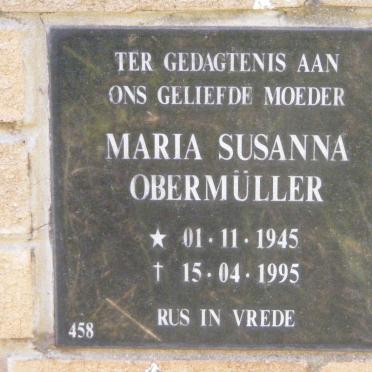 TER GEDAGTENIS AAN
ONS GELIEFDE MOEDER
MARIA SUSANNA
OBERMÜLLER
★ 01·11·1945
† 15·04·1995
RUS IN VREDE
458